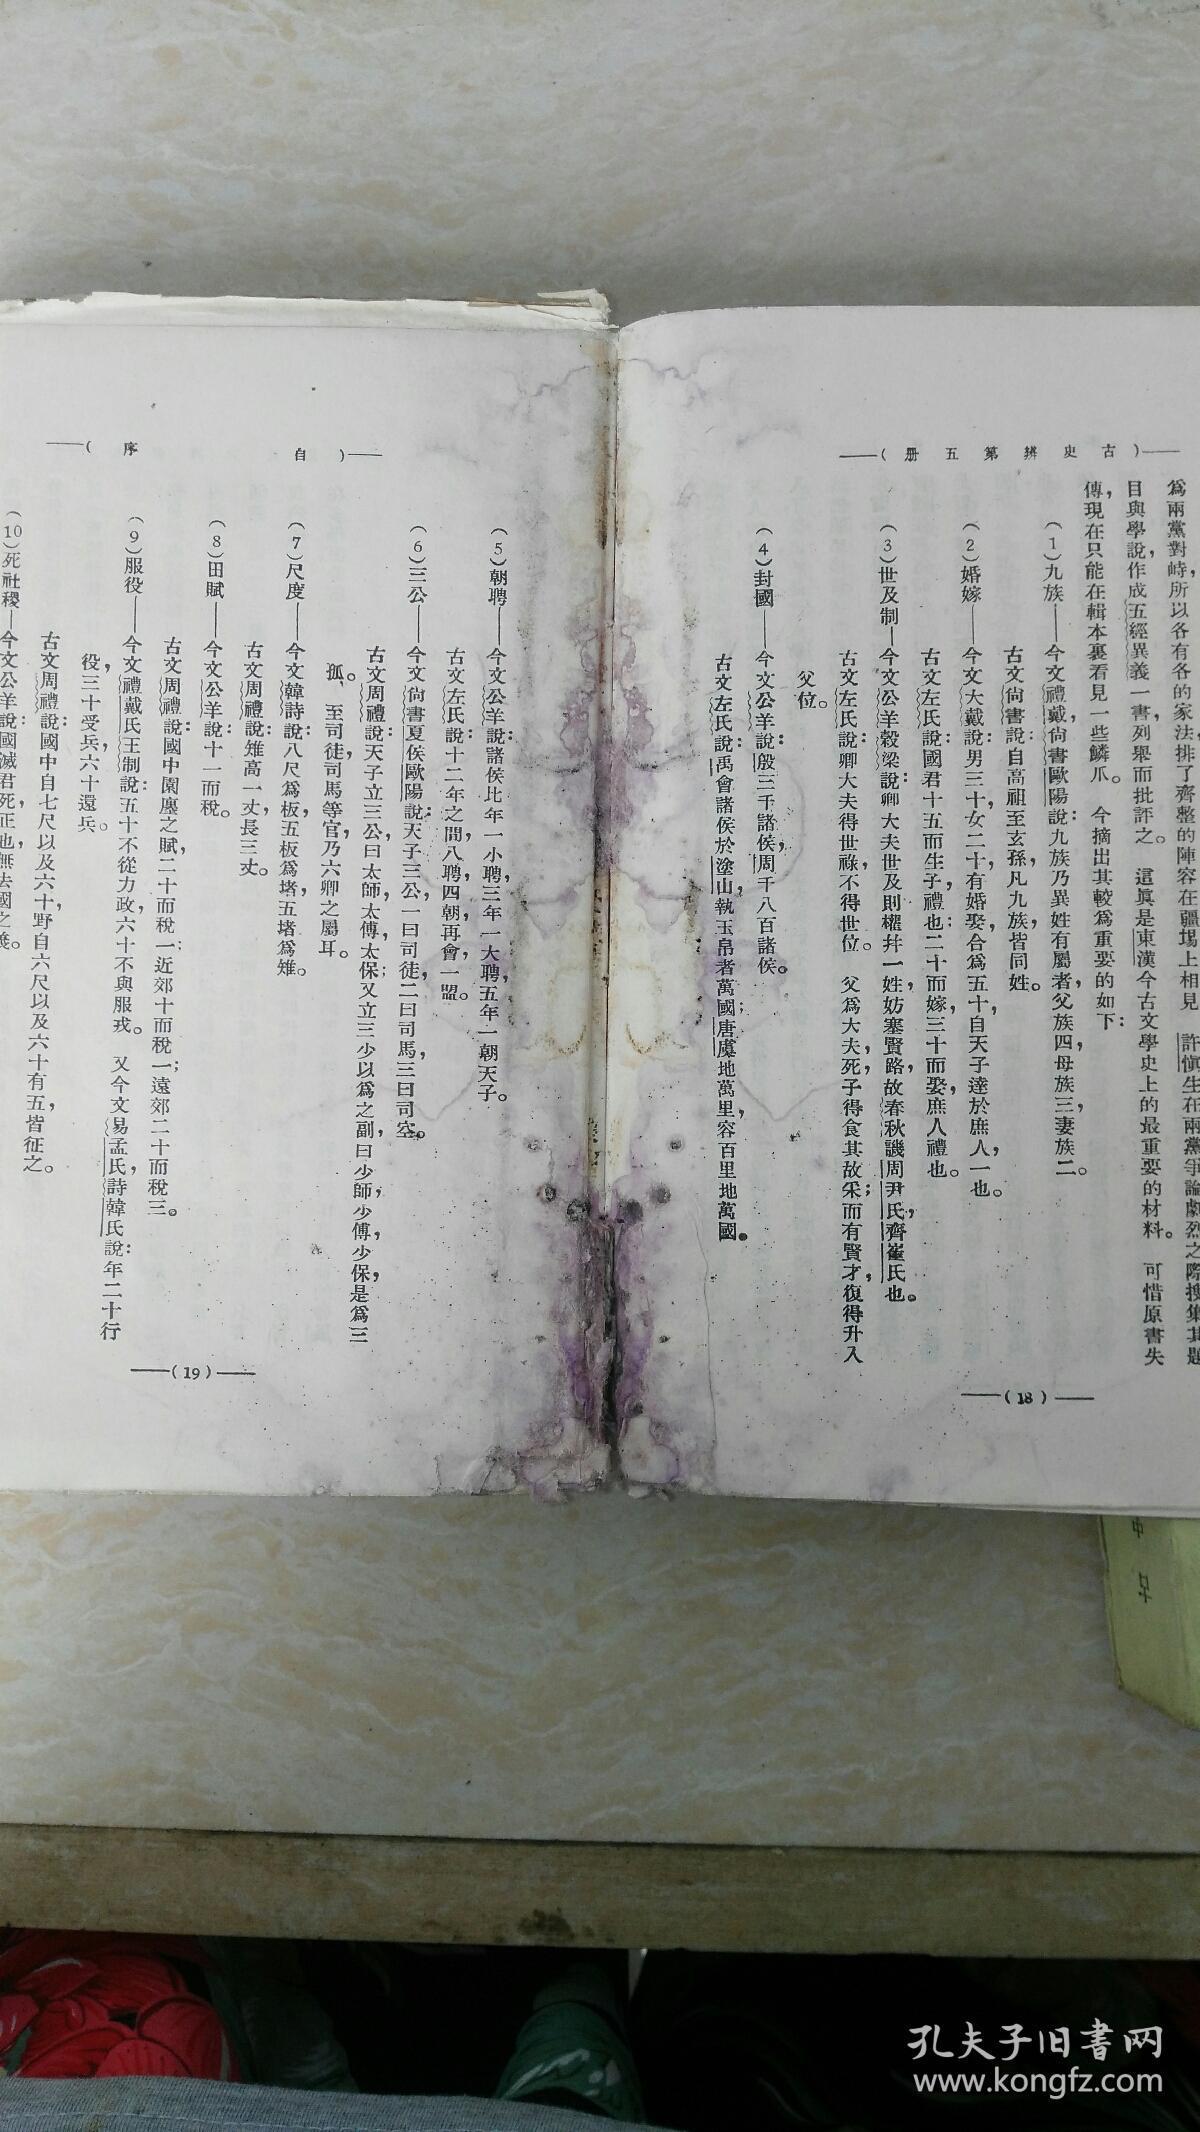 古史辨第五册
爲兩黨對峙,所以各有各的家法,排了齊整的陣容在疆場上相見　許愼生在兩黨爭論劇烈之際,搜集其題
目與學說,作成五經異義一書,列舉而批評之。　這眞是東漢今古文學史上的最重要的材料。　可惜原書失
傳,現在只能在輯本裏看見一些鱗爪。　今摘出其較爲重要的如下:
(1)九族——今文禮戴,尙書歐陽說:九族乃異姓有屬者,父族四,母族三,妻族二。
古文尙書說:自高祖至玄孫,凡九族,皆同姓。
(2)婚嫁——今文大戴說:男三十,女二十,有婚娶,合爲五十,自天子達於庶人,一也。
古文左氏說:國君十五而生子,禮也;二十而嫁,三十而娶,庶人禮也。
(3)世及制—今文公羊穀梁說:卿大夫世及則權幷一姓,妨塞賢路,故春秋譏周尹氏,齊崔氏也。
古文左氏說:卿大夫得世祿,不得世位。　父爲大夫死,子得食其故采;而有賢才,復得升入
父位。
(4)封國——今文公羊說:殷三千諸侯,周千八百諸侯。
古文左氏說:禹會諸侯於塗山,執玉帛者萬國;唐虞地萬里,容百里地萬國。
(18)
自序
(5)朝聘——今文公羊說:諸侯比年一小聘,三年一大聘,五年一朝天子。
古文左氏說:十二年之間,八聘,四朝,再會,一盟。
(6)三公——今文尙書夏侯歐陽說:天子三公,一曰司徒,二曰司馬,三曰司空。
古文周禮說:天子立三公,曰太師,太傅,太保;又立三少以爲之副,曰少師,少傅,少保,是爲三
孤。　至司徒,司馬等官,乃六卿之屬耳。
(7)尺度——今文韓詩說:八尺爲板,五板爲堵,五堵爲雉。
古文周禮說:雉高一丈,長三丈。
(8)田賦——今文公羊說:十一而稅。
古文周禮說:國中園廛之賦,二十而稅一;近郊十而稅一;遠郊二十而稅三。
(9)服役——今文禮戴氏王制說:五十不從力政,六十不與服戎。　又今文易孟氏,詩韓氏說:年二十行
役,三十受兵,六十還兵。
古文周禮說:國中自七尺以及六十,野自六尺以及六十有五,皆征之。
(10)死社稷—今文公羊說:國滅君死,正也,無去國之義。
(19)
孔夫子旧書网
www.kongfz.com